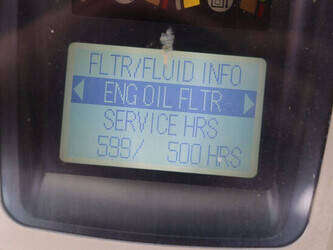 FLTR/FLUID INFO
ENG OIL FLTR
SERVICE HRS
599/ 500 HRS